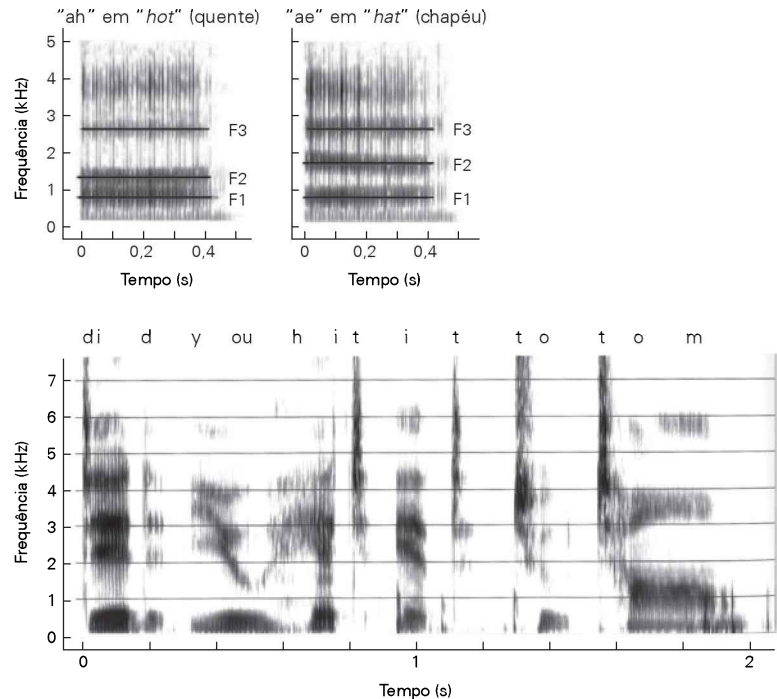 "ah" em "hot" (quente)
5
4
3
2
1
0
Frequência (kHz)
F3
F2
F1
0
0,2
0,4
Tempo (s)
"ae" em "hat" (chapéu)
F3
F2
F1
0
0,2
0,4
Tempo (s)
di d y ou h i t i t t o t o m
7
6
5
4
3
2
1
0
Frequência (kHz)
0
1
2
Tempo (s)